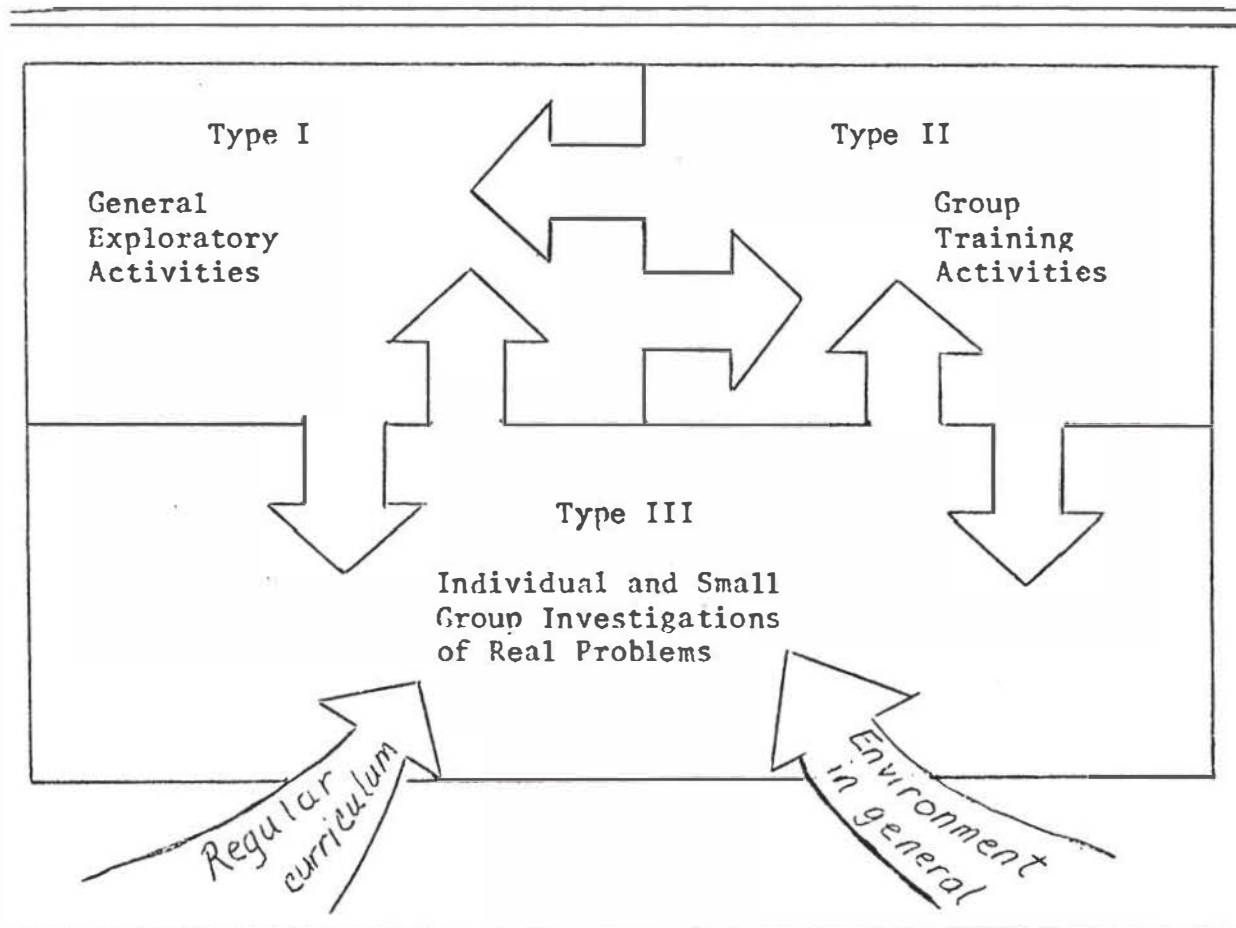 Type I
General
Exploratory
Activities
Type II
Group
Training
Activities
Type III
Individual and Small
Group Investigations
of Real Problems
Regular
curriculum
Environment
in general